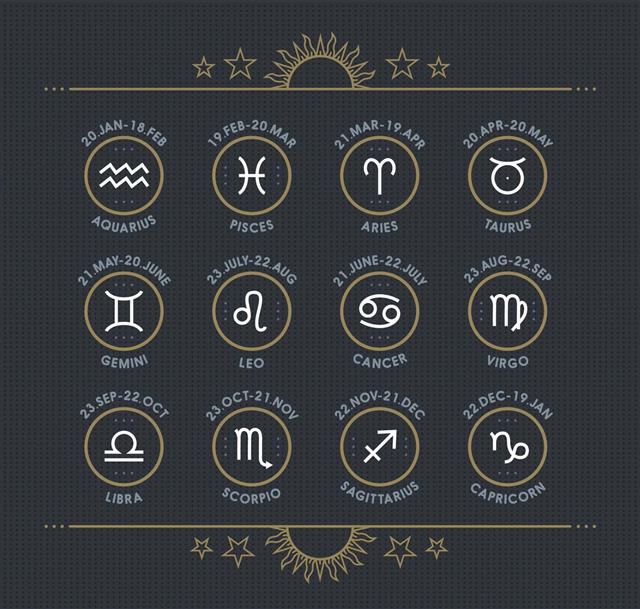 20.JAN-18.FEB
AQUARIUS
19.FEB-20.MAR
PISCES
21.MAR-19.APR
ARIES
20.APR-20.MAY
TAURUS
21.MAY-20.JUNE
GEMINI
23.JULY-22.AUG
LEO
21.JUNE-22.JULY
CANCER
23.AUG-22.SEP
VIRGO
23.SEP-22.OCT
LIBRA
23.OCT-21.NOV
SCORPIO
22.NOV-21.DEC
SAGITTARIUS
22.DEC-19.JAN
CAPRICORN